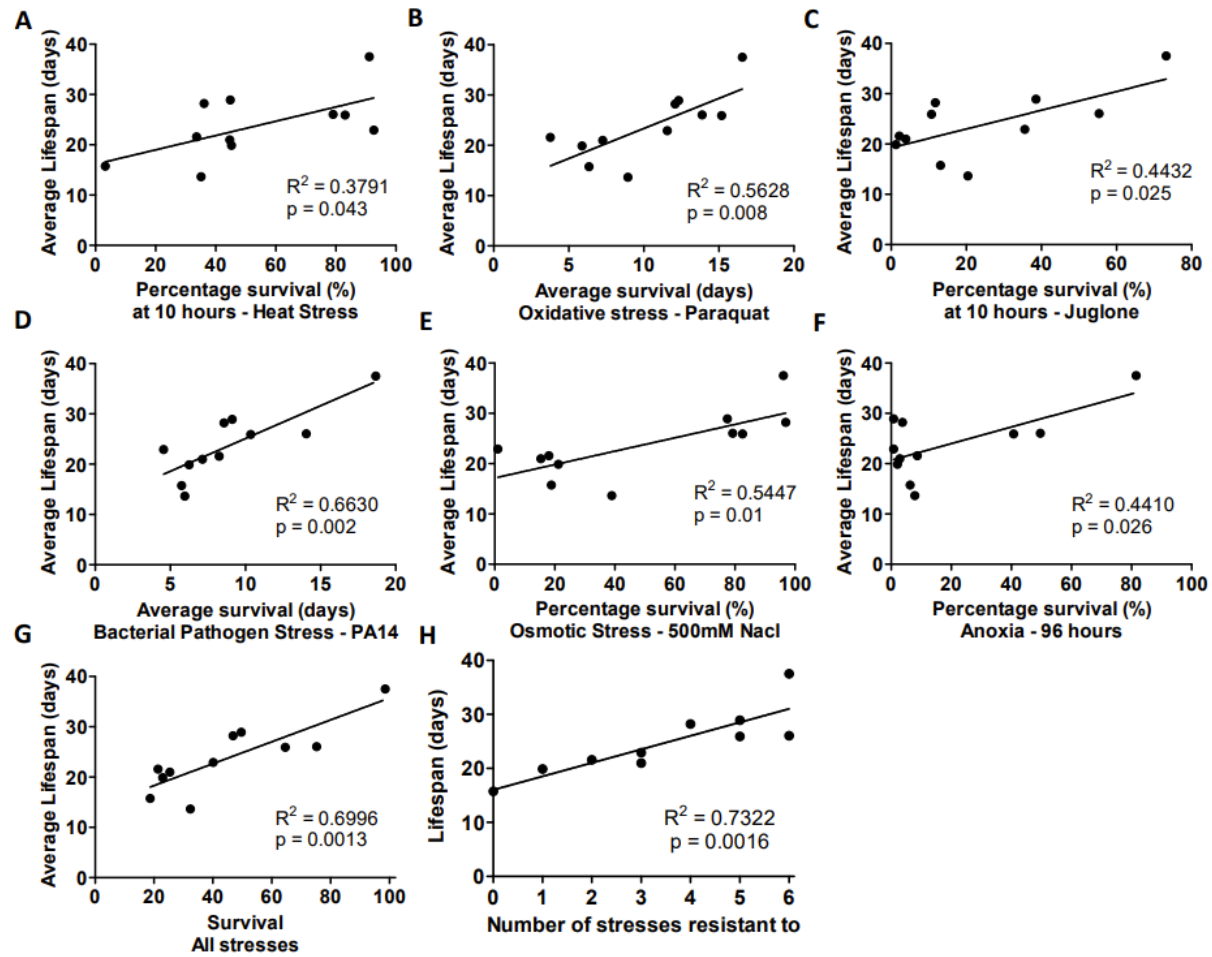 A
Average Lifespan (days)
40
30
20
10
0
R² = 0.3791
p = 0.043
0 20 40 60 80 100
Percentage survival (%)
at 10 hours - Heat Stress
B
Average Lifespan (days)
40
30
20
10
0
R² = 0.5628
p = 0.008
0 5 10 15 20
Average survival (days)
Oxidative stress - Paraquat
C
Average Lifespan (days)
40
30
20
10
0
R² = 0.4432
p = 0.025
0 20 40 60 80
Percentage survival (%)
at 10 hours - Juglone
D
Average Lifespan (days)
40
30
20
10
0
R² = 0.6630
p = 0.002
0 5 10 15 20
Average survival (days)
Bacterial Pathogen Stress - PA14
E
Average Lifespan (days)
40
30
20
10
0
R² = 0.5447
p = 0.01
0 20 40 60 80 100
Percentage survival (%)
Osmotic Stress - 500mM Nacl
F
Average Lifespan (days)
40
30
20
10
0
R² = 0.4410
p = 0.026
0 20 40 60 80 100
Percentage survival (%)
Anoxia - 96 hours
G
Average Lifespan (days)
40
30
20
10
0
R² = 0.6996
p = 0.0013
20 40 60 80 100
Survival
All stresses
H
Lifespan (days)
40
30
20
10
0
R² = 0.7322
p = 0.0016
0 1 2 3 4 5 6
Number of stresses resistant to